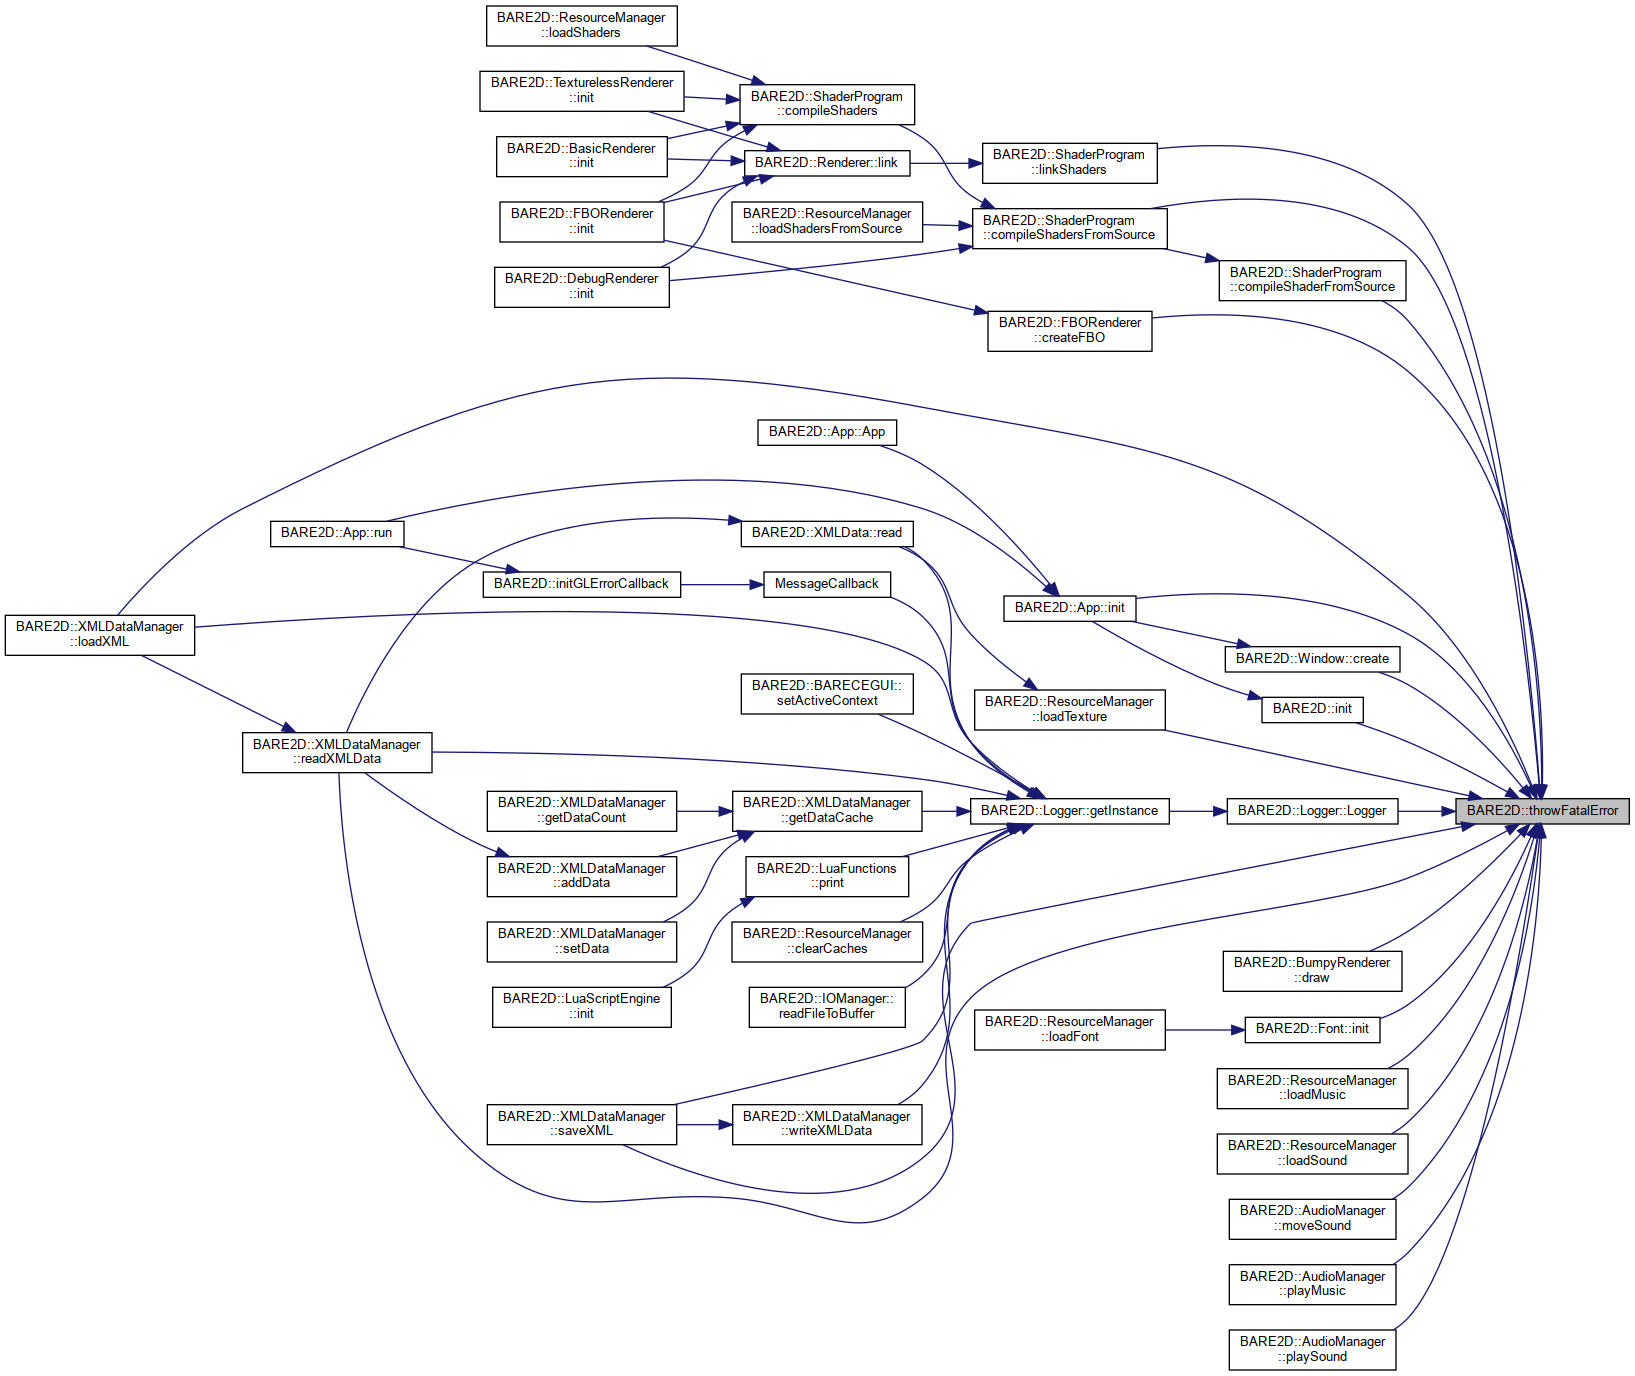 BARE2D::ResourceManager
::loadShaders
BARE2D::TexturelessRenderer
::init
BARE2D::ShaderProgram
::compileShaders
BARE2D::BasicRenderer
::init
BARE2D::Renderer::link
BARE2D::ShaderProgram
::linkShaders
BARE2D::FBORenderer
::init
BARE2D::ResourceManager
::loadShadersFromSource
BARE2D::ShaderProgram
::compileShadersFromSource
BARE2D::DebugRenderer
::init
BARE2D::ShaderProgram
::compileShaderFromSource
BARE2D::FBORenderer
::createFBO
BARE2D::App::App
BARE2D::App::run
BARE2D::XMLData::read
BARE2D::initGLErrorCallback
MessageCallback
BARE2D::App::init
BARE2D::XMLDataManager
::loadXML
BARE2D::Window::create
BARE2D::BARECEGUI::
setActiveContext
BARE2D::ResourceManager
::loadTexture
BARE2D::init
BARE2D::XMLDataManager
::readXMLData
BARE2D::XMLDataManager
::getDataCount
BARE2D::XMLDataManager
::getDataCache
BARE2D::Logger::getInstance
BARE2D::Logger::Logger
BARE2D::throwFatalError
BARE2D::XMLDataManager
::addData
BARE2D::LuaFunctions
::print
BARE2D::XMLDataManager
::setData
BARE2D::ResourceManager
::clearCaches
BARE2D::BumpyRenderer
::draw
BARE2D::LuaScriptEngine
::init
BARE2D::IOManager::
readFileToBuffer
BARE2D::ResourceManager
::loadFont
BARE2D::Font::init
BARE2D::ResourceManager
::loadMusic
BARE2D::XMLDataManager
::saveXML
BARE2D::XMLDataManager
::writeXMLData
BARE2D::ResourceManager
::loadSound
BARE2D::AudioManager
::moveSound
BARE2D::AudioManager
::playMusic
BARE2D::AudioManager
::playSound